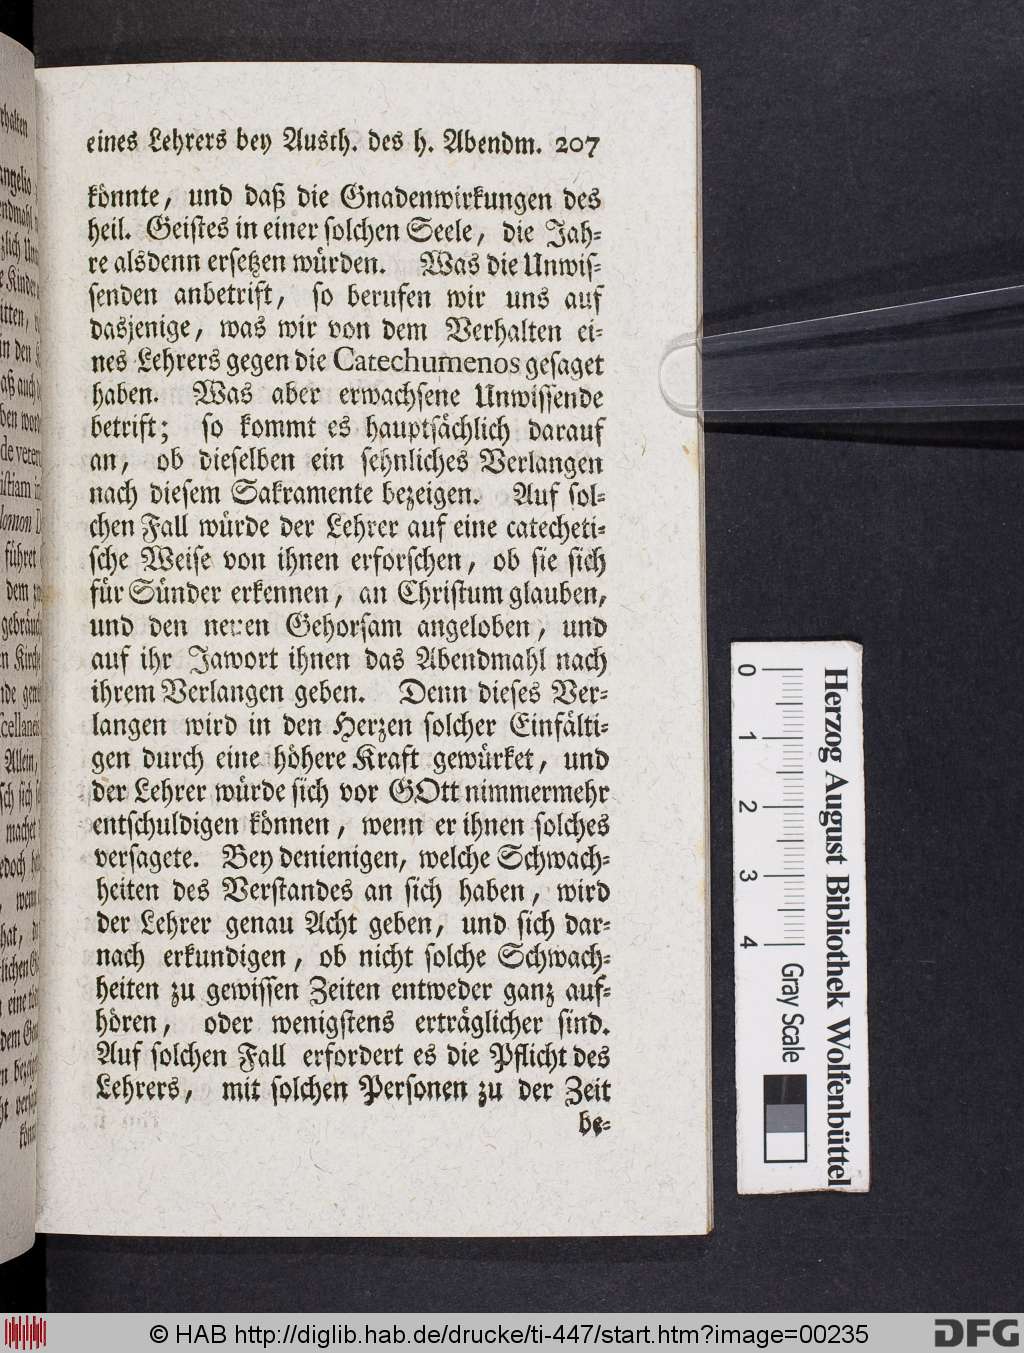 eines Lehrers bey Austh. des h. Abendm. 207
könnte, und daß die Gnadenwirkungen des
heil. Geistes in einer solchen Seele, die Jah-
re alsdenn ersetzen würden. Was die Unwis-
senden anbetrift, so berufen wir uns auf
dasjenige, was wir von dem Verhalten ei-
nes Lehrers gegen die Catechumenos gesaget
haben. Was aber erwachsene Unwissende
betrift; so kommt es hauptsächlich darauf
an, ob dieselben ein sehnliches Verlangen
nach diesem Sakramente bezeigen. Auf sol-
chen Fall würde der Lehrer auf eine catecheti-
sche Weise von ihnen erforschen, ob sie sich
für Sünder erkennen, an Christum glauben,
und den neuen Gehorsam angeloben, und
auf ihr Jawort ihnen das Abendmahl nach
ihrem Verlangen geben. Denn dieses Ver-
langen wird in den Herzen solcher Einfälti-
gen durch eine höhere Kraft gewürket, und
der Lehrer würde sich vor GOtt nimmermehr
entschuldigen können, wenn er ihnen solches
versagete. Bey denienigen, welche Schwach-
heiten des Verstandes an sich haben, wird
der Lehrer genau Acht geben, und sich dar-
nach erkundigen, ob nicht solche Schwach-
heiten zu gewissen Zeiten entweder ganz auf-
hören, oder wenigstens erträglicher sind.
Auf solchen Fall erfordert es die Pflicht des
Lehrers, mit solchen Personen zu der Zeit
be-
0 1 2 3 4 Gray Scale
Herzog August Bibliothek Wolfenbüttel
© HAB http://diglib.hab.de/drucke/ti-447/start.htm?image=00235
DFG